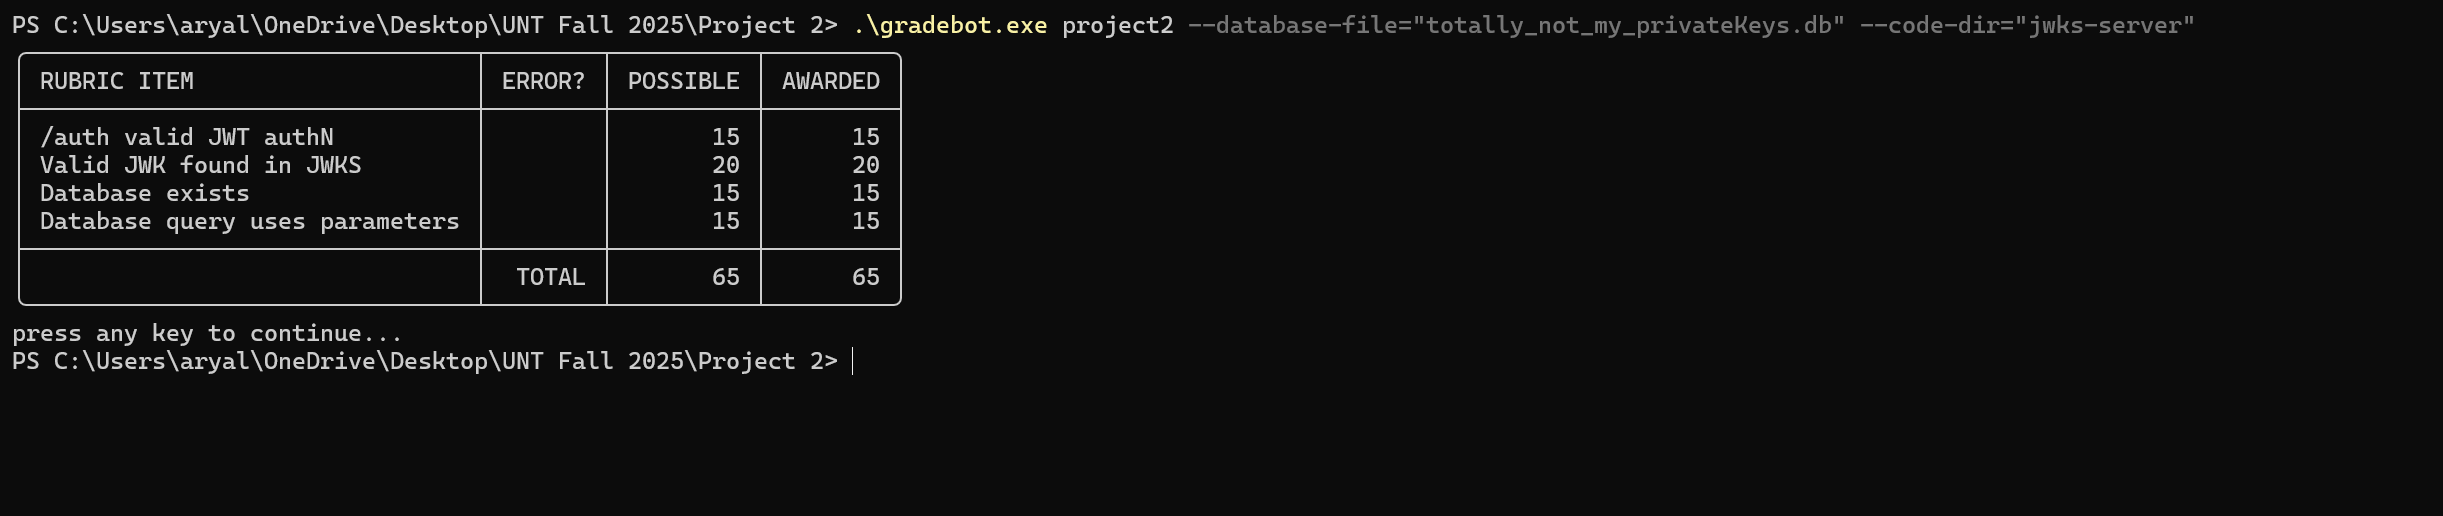 PS C:\Users\aryal\OneDrive\Desktop\UNT Fall 2025\Project 2> .\gradebot.exe project2 --database-file="totally_not_my_privateKeys.db" --code-dir="jwks-server"
RUBRIC ITEM ERROR? POSSIBLE AWARDED
/auth valid JWT authN 15 15
Valid JWK found in JWKS 20 20
Database exists 15 15
Database query uses parameters 15 15
TOTAL 65 65
press any key to continue...
PS C:\Users\aryal\OneDrive\Desktop\UNT Fall 2025\Project 2>